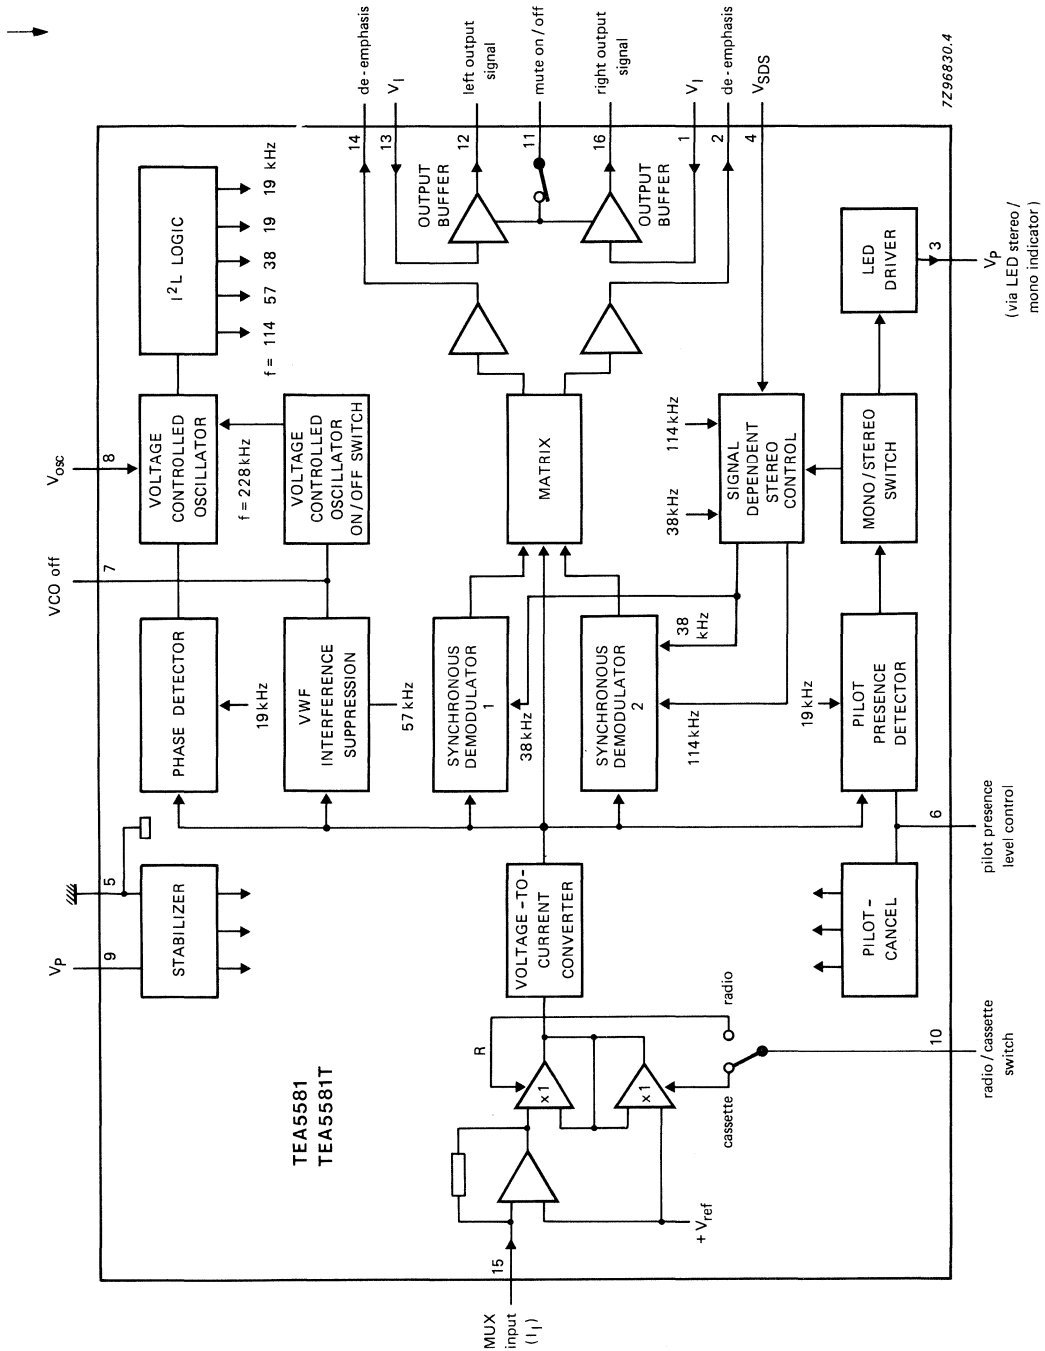 7Z96830.4
TEA5581
TEA5581T
MUX
input
(I_I)
15
+ V_ref
R
x 1
x 1
cassette
radio
radio / cassette
switch
10
V_P
9
5
STABILIZER
VOLTAGE - TO -
CURRENT
CONVERTER
PILOT -
CANCEL
pilot presence
level control
6
VCO off
7
V_osc
8
PHASE DETECTOR
19 kHz
VWF
INTERFERENCE
SUPPRESSION
57 kHz
SYNCHRONOUS
DEMODULATOR
1
38 kHz
SYNCHRONOUS
DEMODULATOR
2
38
kHz
114 kHz
19 kHz
PILOT
PRESENCE
DETECTOR
VOLTAGE
CONTROLLED
OSCILLATOR
f = 228 kHz
VOLTAGE
CONTROLLED
OSCILLATOR
ON / OFF SWITCH
MATRIX
38 kHz
114 kHz
SIGNAL
DEPENDENT
STEREO
CONTROL
MONO / STEREO
SWITCH
I²L LOGIC
f = 114 57 38 19 19 kHz
OUTPUT
BUFFER
OUTPUT
BUFFER
LED
DRIVER
3
V_P
(via LED stereo /
mono indicator)
14
de - emphasis
13
V_I
12
left output
signal
11
mute on / off
16
right output
signal
1
V_I
2
de - emphasis
4
V_SDS